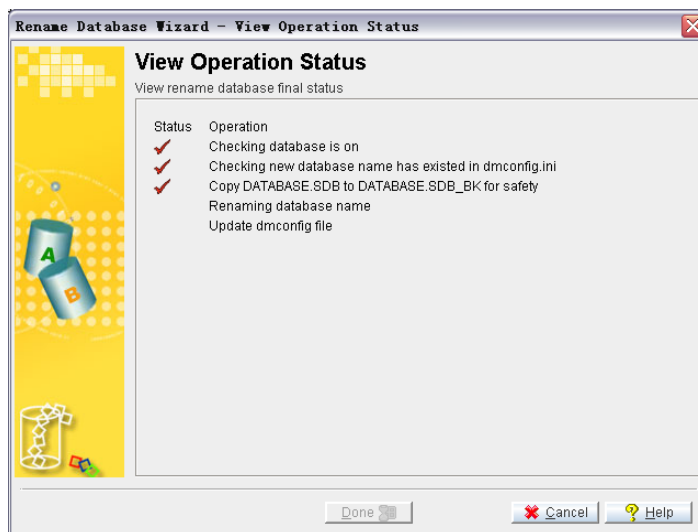 Rename Database Wizard - View Operation Status
View Operation Status
View rename database final status
Status Operation
Checking database is on
Checking new database name has existed in dmconfig.ini
Copy DATABASE.SDB to DATABASE.SDB_BK for safety
Renaming database name
Update dmconfig file
A
B
Done Cancel Help